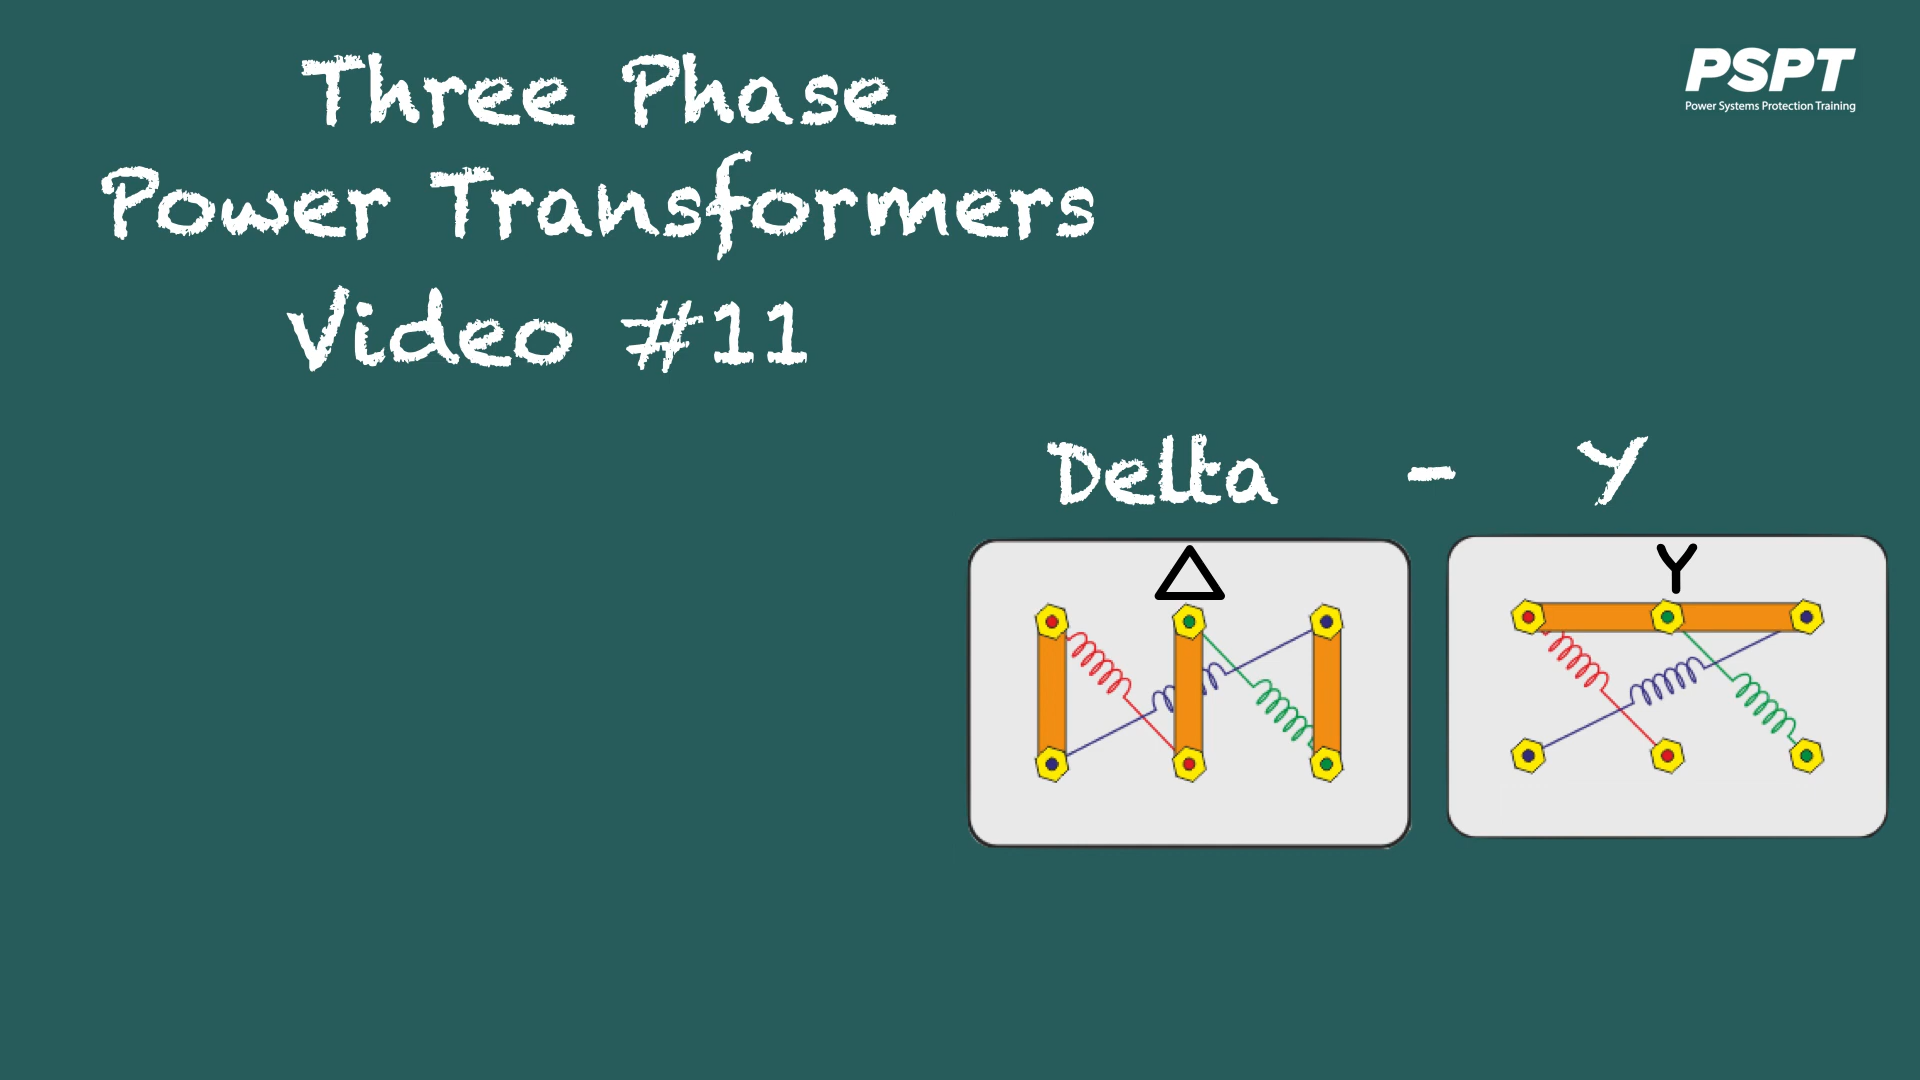 Three Phase
Power Transformers
Video #11
PSPT
Power Systems Protection Training
Delta - Y
Δ
Y